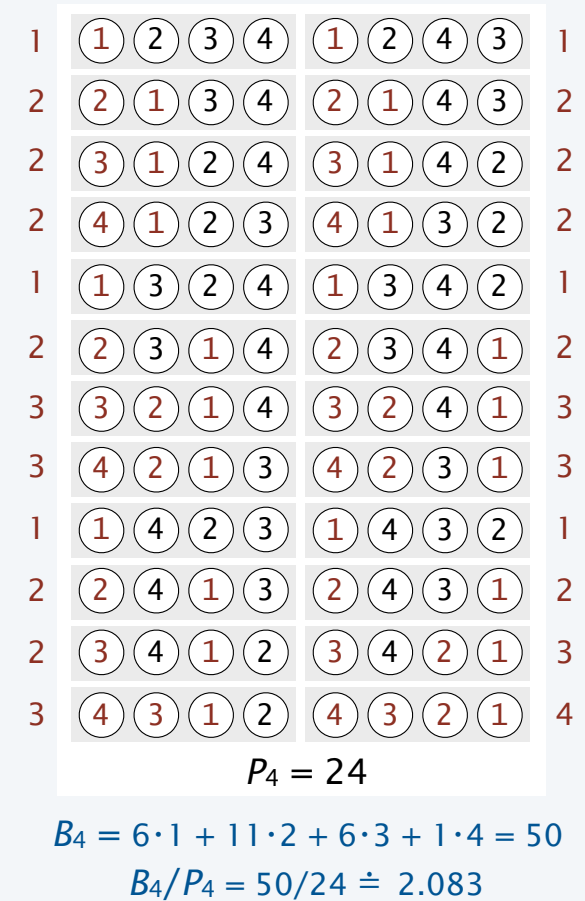 1 1 2 3 4 1 2 4 3 1
2 2 1 3 4 2 1 4 3 2
2 3 1 2 4 3 1 4 2 2
2 4 1 2 3 4 1 3 2 2
1 1 3 2 4 1 3 4 2 1
2 2 3 1 4 2 3 4 1 2
3 3 2 1 4 3 2 4 1 3
3 4 2 1 3 4 2 3 1 3
1 1 4 2 3 1 4 3 2 1
2 2 4 1 3 2 4 3 1 2
2 3 4 1 2 3 4 2 1 3
3 4 3 1 2 4 3 2 1 4
P4 = 24
B4 = 6·1 + 11·2 + 6·3 + 1·4 = 50
B4/P4 = 50/24 ≐ 2.083